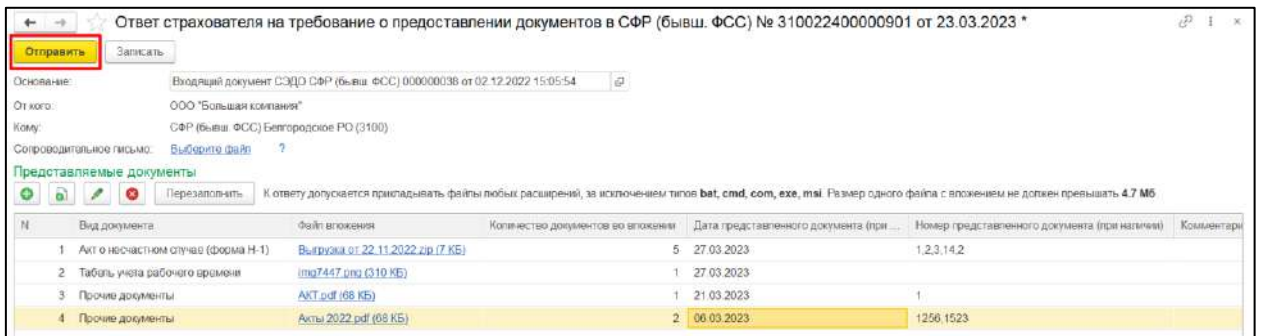 Ответ страхователя на требование о предоставлении документов в СФР (бывш. ФСС) № 310022400000901 от 23.03.2023 *
Отправить Записать
Основание: Входящий документ СЭДО СФР (бывш. ФСС) 000000038 от 02.12.2022 15:05:54
От кого: ООО "Большая компания"
Кому: СФР (бывш. ФСС) Белгородское РО (3100)
Сопроводительное письмо: Выберите файл ?
Представляемые документы
Перезаполнить К ответу допускается прикладывать файлы любых расширений, за исключением типов bat, cmd, com, exe, msi. Размер одного файла с вложением не должен превышать 4.7 Мб
N Вид документа Файл вложения Количество документов во вложении Дата представленного документа (при ... Номер представленного документа (при наличии) Комментари
1 Акт о несчастном случае (форма Н-1) Выгрузка от 22.11.2022.zip (7 КБ) 5 27.03.2023 1,2,3,14,2
2 Табель учета рабочего времени img7447.png (310 КБ) 1 27.03.2023
3 Прочие документы АКТ.pdf (68 КБ) 1 21.03.2023 1
4 Прочие документы Акты 2022.pdf (68 КБ) 2 06.03.2023 1256,1523